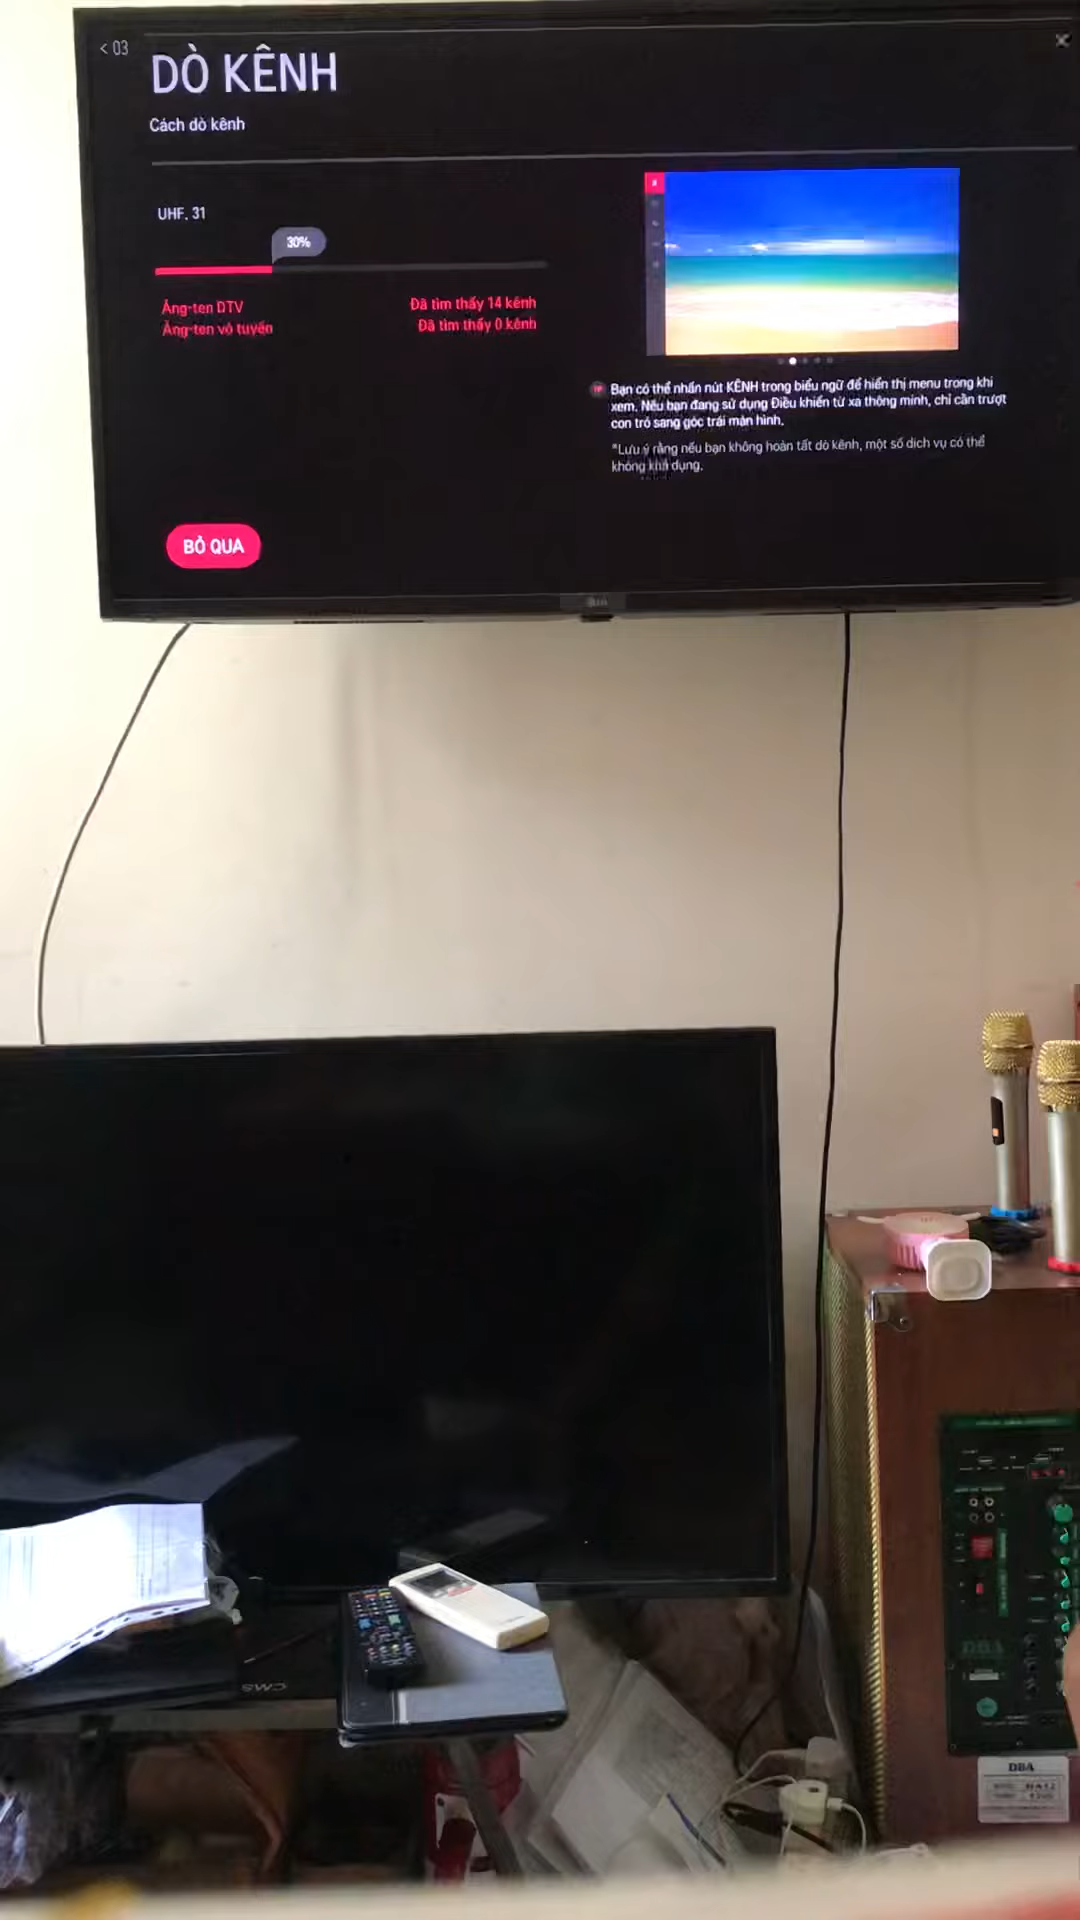 < 03
DÒ KÊNH
Cách dò kênh
UHF. 31
30%
Ăng-ten DTV Đã tìm thấy 14 kênh
Ăng-ten vô tuyến Đã tìm thấy 0 kênh
Bạn có thể nhấn nút KÊNH trong biểu ngữ để hiển thị menu trong khi
xem. Nếu bạn đang sử dụng Điều khiển từ xa thông minh, chỉ cần trượt
con trỏ sang góc trái màn hình.
*Lưu ý rằng nếu bạn không hoàn tất dò kênh, một số dịch vụ có thể
không khả dụng.
BỎ QUA
LG
CMS
DBA
DBA